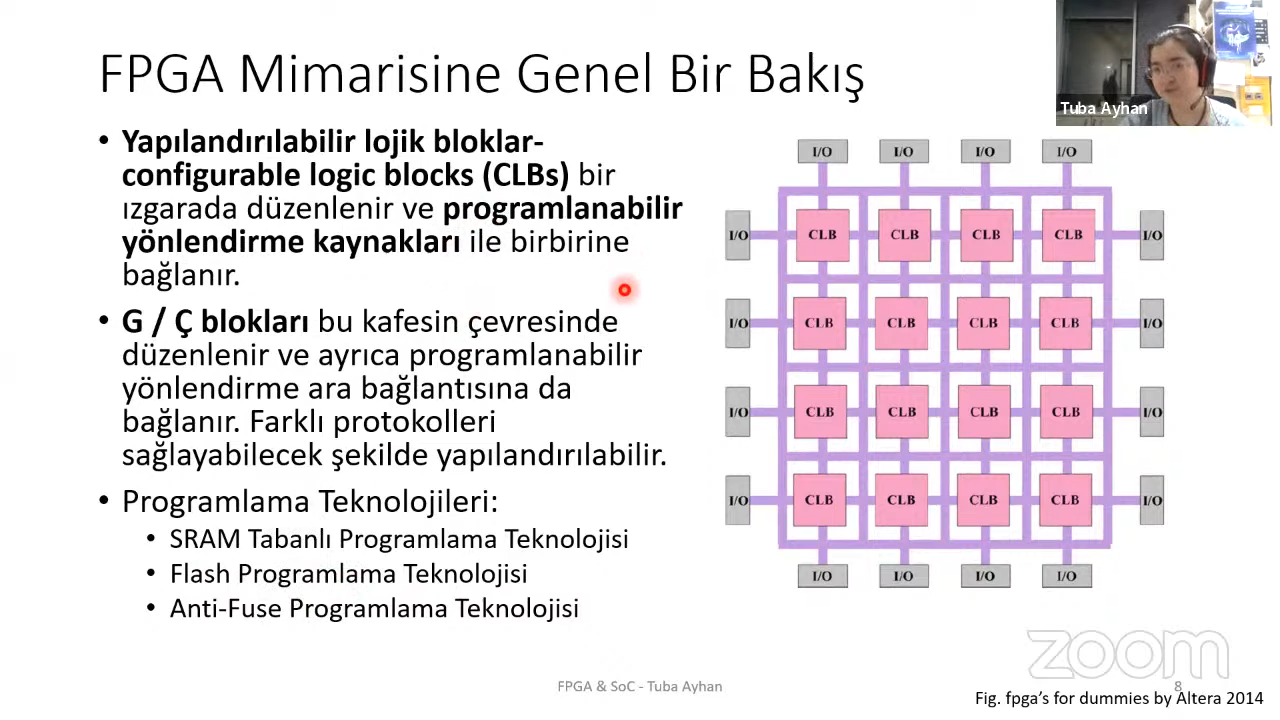 FPGA Mimarisine Genel Bir Bakış
Tuba Ayhan
• Yapılandırılabilir lojik bloklar-
configurable logic blocks (CLBs) bir
ızgarada düzenlenir ve programlanabilir
yönlendirme kaynakları ile birbirine
bağlanır.
• G / Ç blokları bu kafesin çevresinde
düzenlenir ve ayrıca programlanabilir
yönlendirme ara bağlantısına da
bağlanır. Farklı protokolleri
sağlayabilecek şekilde yapılandırılabilir.
• Programlama Teknolojileri:
• SRAM Tabanlı Programlama Teknolojisi
• Flash Programlama Teknolojisi
• Anti-Fuse Programlama Teknolojisi
I/O I/O I/O I/O
I/O CLB CLB CLB CLB I/O
I/O CLB CLB CLB CLB I/O
I/O CLB CLB CLB CLB I/O
I/O CLB CLB CLB CLB I/O
I/O I/O I/O I/O
zoom
FPGA & SoC - Tuba Ayhan
8
Fig. fpga's for dummies by Altera 2014